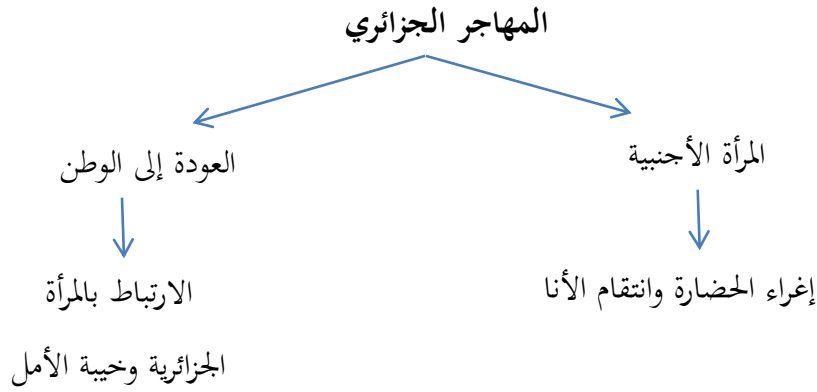 المهاجر الجزائري
المرأة الأجنبية
العودة إلى الوطن
إغراء الحضارة وانتقام الأنا
الارتباط بالمرأة
الجزائرية وخيبة الأمل